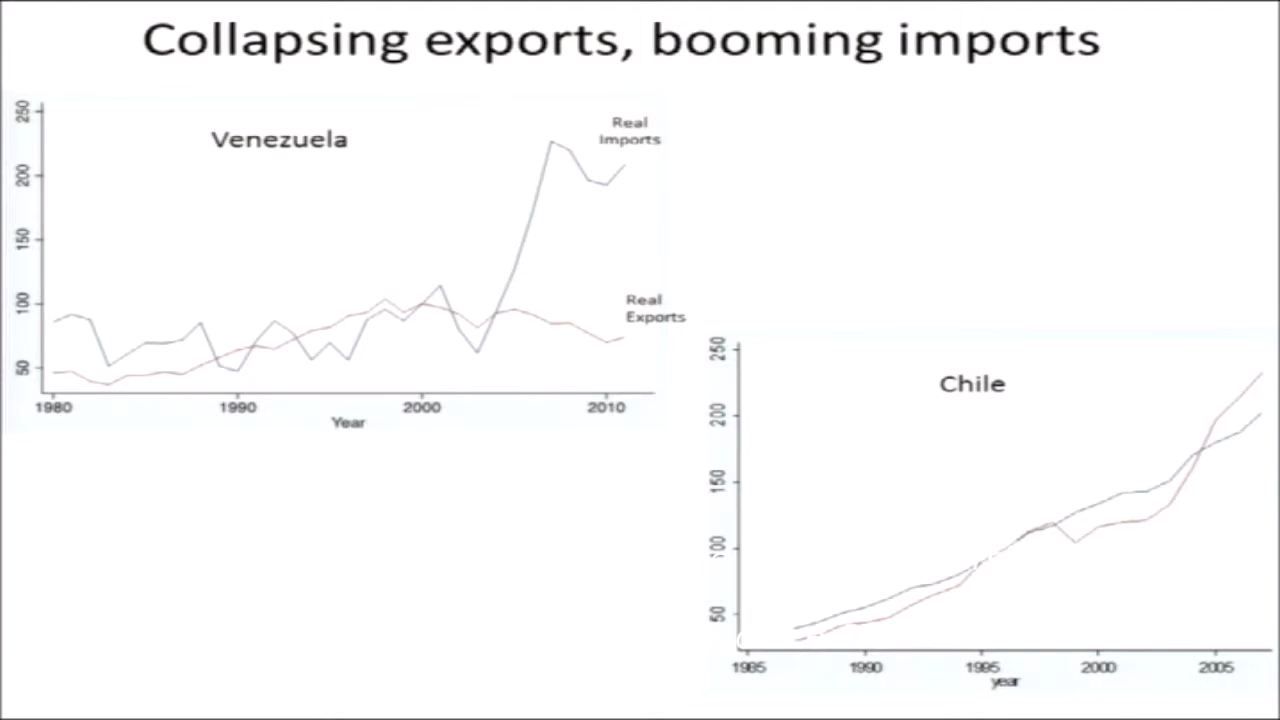 Collapsing exports, booming imports
Venezuela
Real
Imports
250
200
150
100
50
Real
Exports
1980 1990 2000 2010
Year
Chile
250
200
150
100
50
1985 1990 1995 2000 2005
year